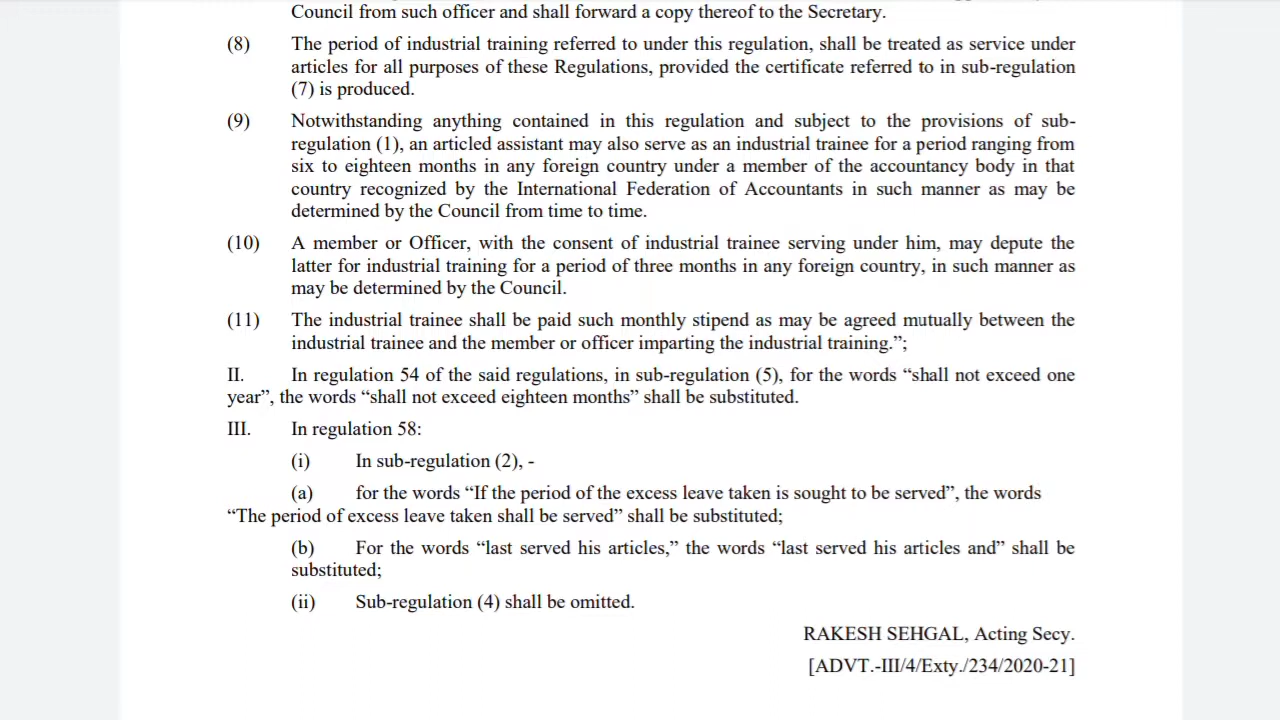 Council from such officer and shall forward a copy thereof to the Secretary.
(8) The period of industrial training referred to under this regulation, shall be treated as service under
articles for all purposes of these Regulations, provided the certificate referred to in sub-regulation
(7) is produced.
(9) Notwithstanding anything contained in this regulation and subject to the provisions of sub-
regulation (1), an articled assistant may also serve as an industrial trainee for a period ranging from
six to eighteen months in any foreign country under a member of the accountancy body in that
country recognized by the International Federation of Accountants in such manner as may be
determined by the Council from time to time.
(10) A member or Officer, with the consent of industrial trainee serving under him, may depute the
latter for industrial training for a period of three months in any foreign country, in such manner as
may be determined by the Council.
(11) The industrial trainee shall be paid such monthly stipend as may be agreed mutually between the
industrial trainee and the member or officer imparting the industrial training.”;
II. In regulation 54 of the said regulations, in sub-regulation (5), for the words “shall not exceed one
year”, the words “shall not exceed eighteen months” shall be substituted.
III. In regulation 58:
(i) In sub-regulation (2), -
(a) for the words “If the period of the excess leave taken is sought to be served”, the words
“The period of excess leave taken shall be served” shall be substituted;
(b) For the words “last served his articles,” the words “last served his articles and” shall be
substituted;
(ii) Sub-regulation (4) shall be omitted.
RAKESH SEHGAL, Acting Secy.
[ADVT.-III/4/Exty./234/2020-21]